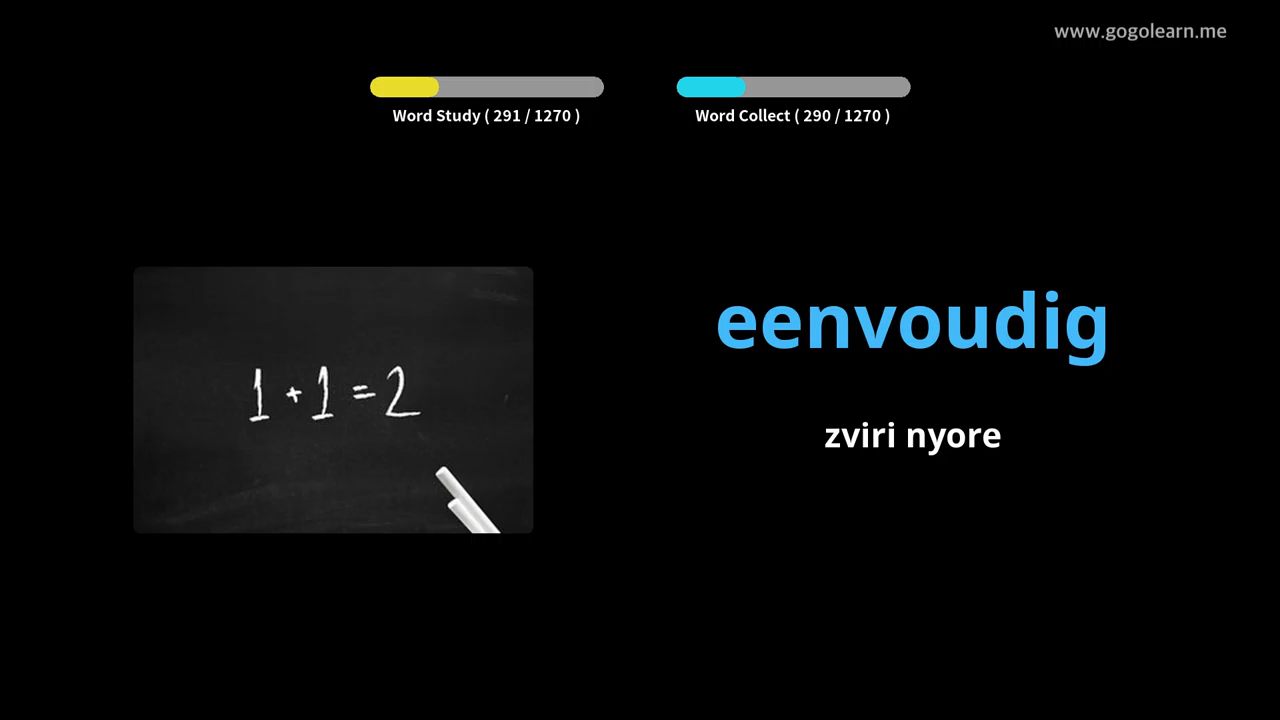 www.gogolearn.me
Word Study ( 291 / 1270 )
Word Collect ( 290 / 1270 )
1 + 1 = 2
eenvoudig
zviri nyore